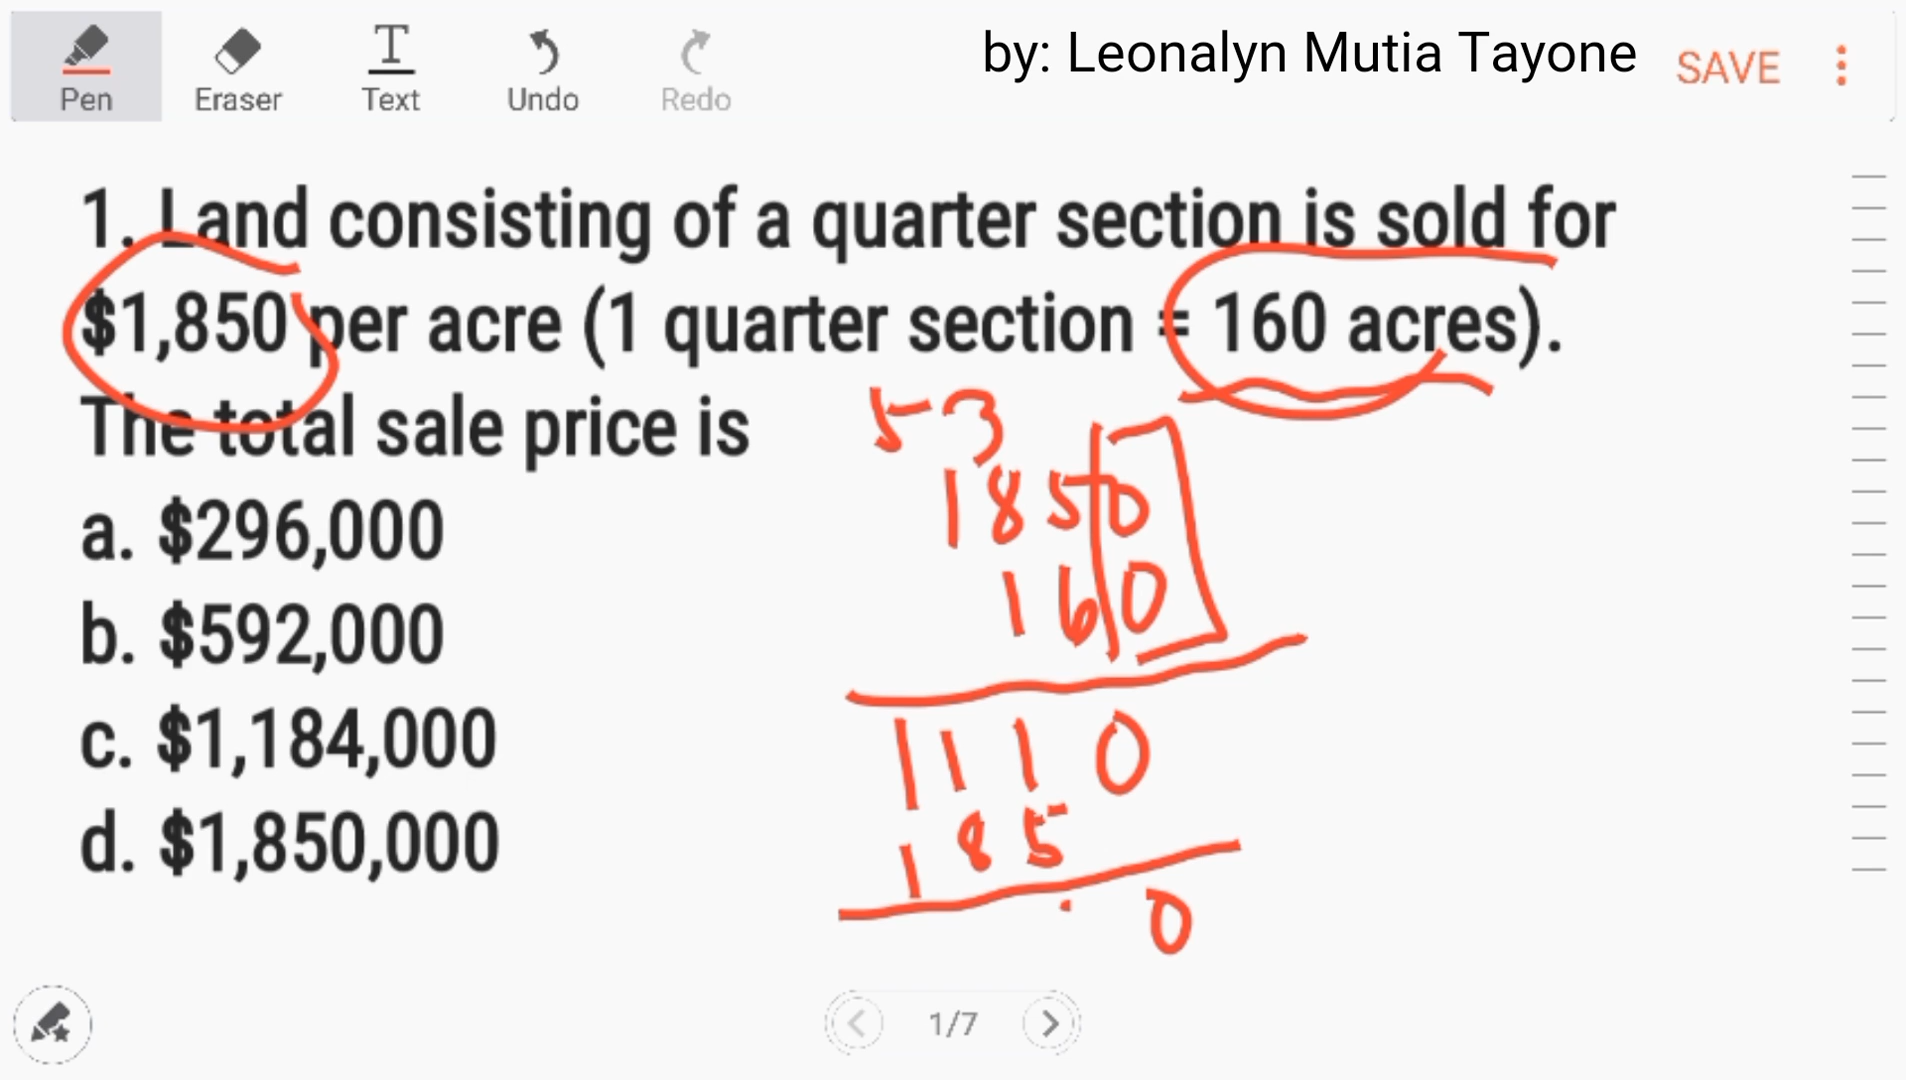 by: Leonalyn Mutia Tayone
SAVE
Pen
Eraser
Text
Undo
Redo
1. Land consisting of a quarter section is sold for
$1,850 per acre (1 quarter section = 160 acres).
The total sale price is
a. $296,000
b. $592,000
c. $1,184,000
d. $1,850,000
53
1850
160
1110
185
0
1/7